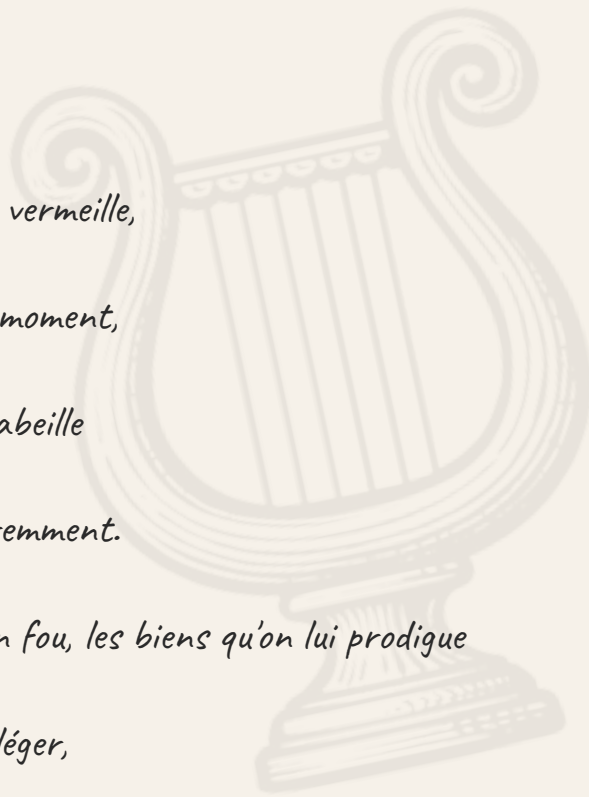 vermeille,
moment,
abeille
emment.
fou, les biens qu'on lui prodigue
léger,